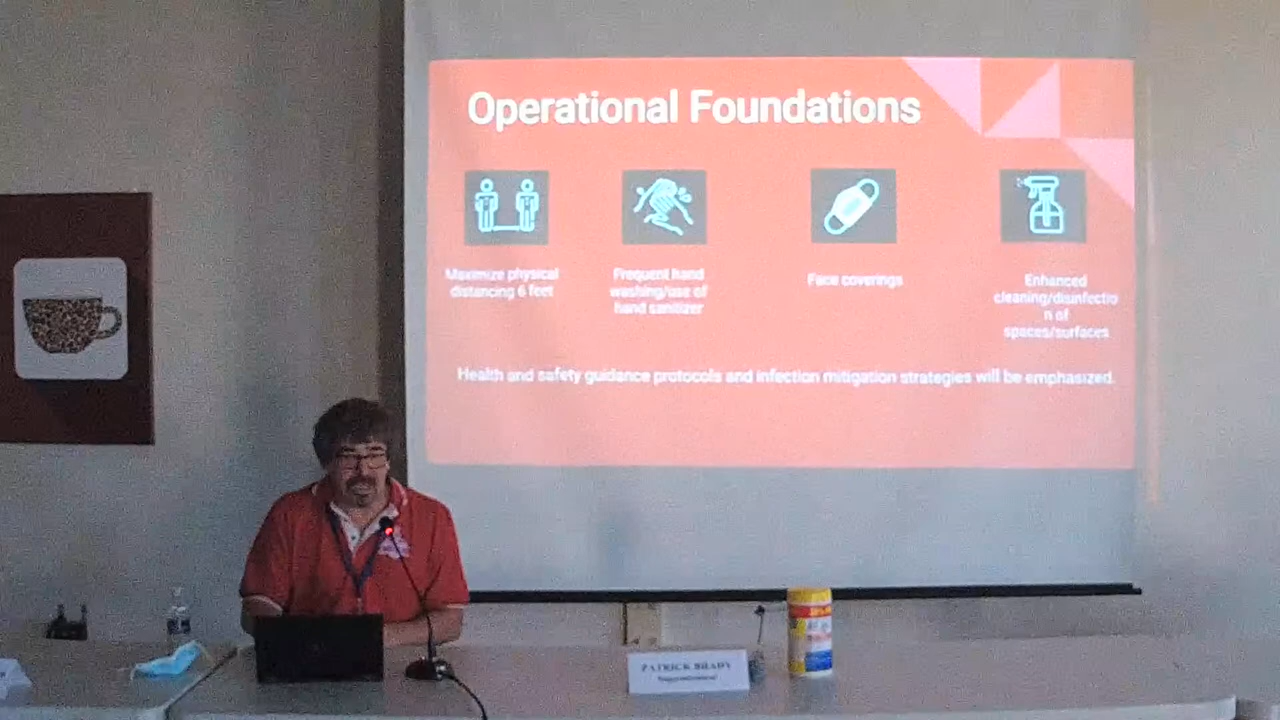 Operational Foundations
Maximize physical
distancing 6 feet
Frequent hand
washing/use of
hand sanitizer
Face coverings
Enhanced
cleaning/disinfectio
n of
spaces/surfaces
Health and safety guidance protocols and infection mitigation strategies will be emphasized.
PATRICK BRADY
Superintendent